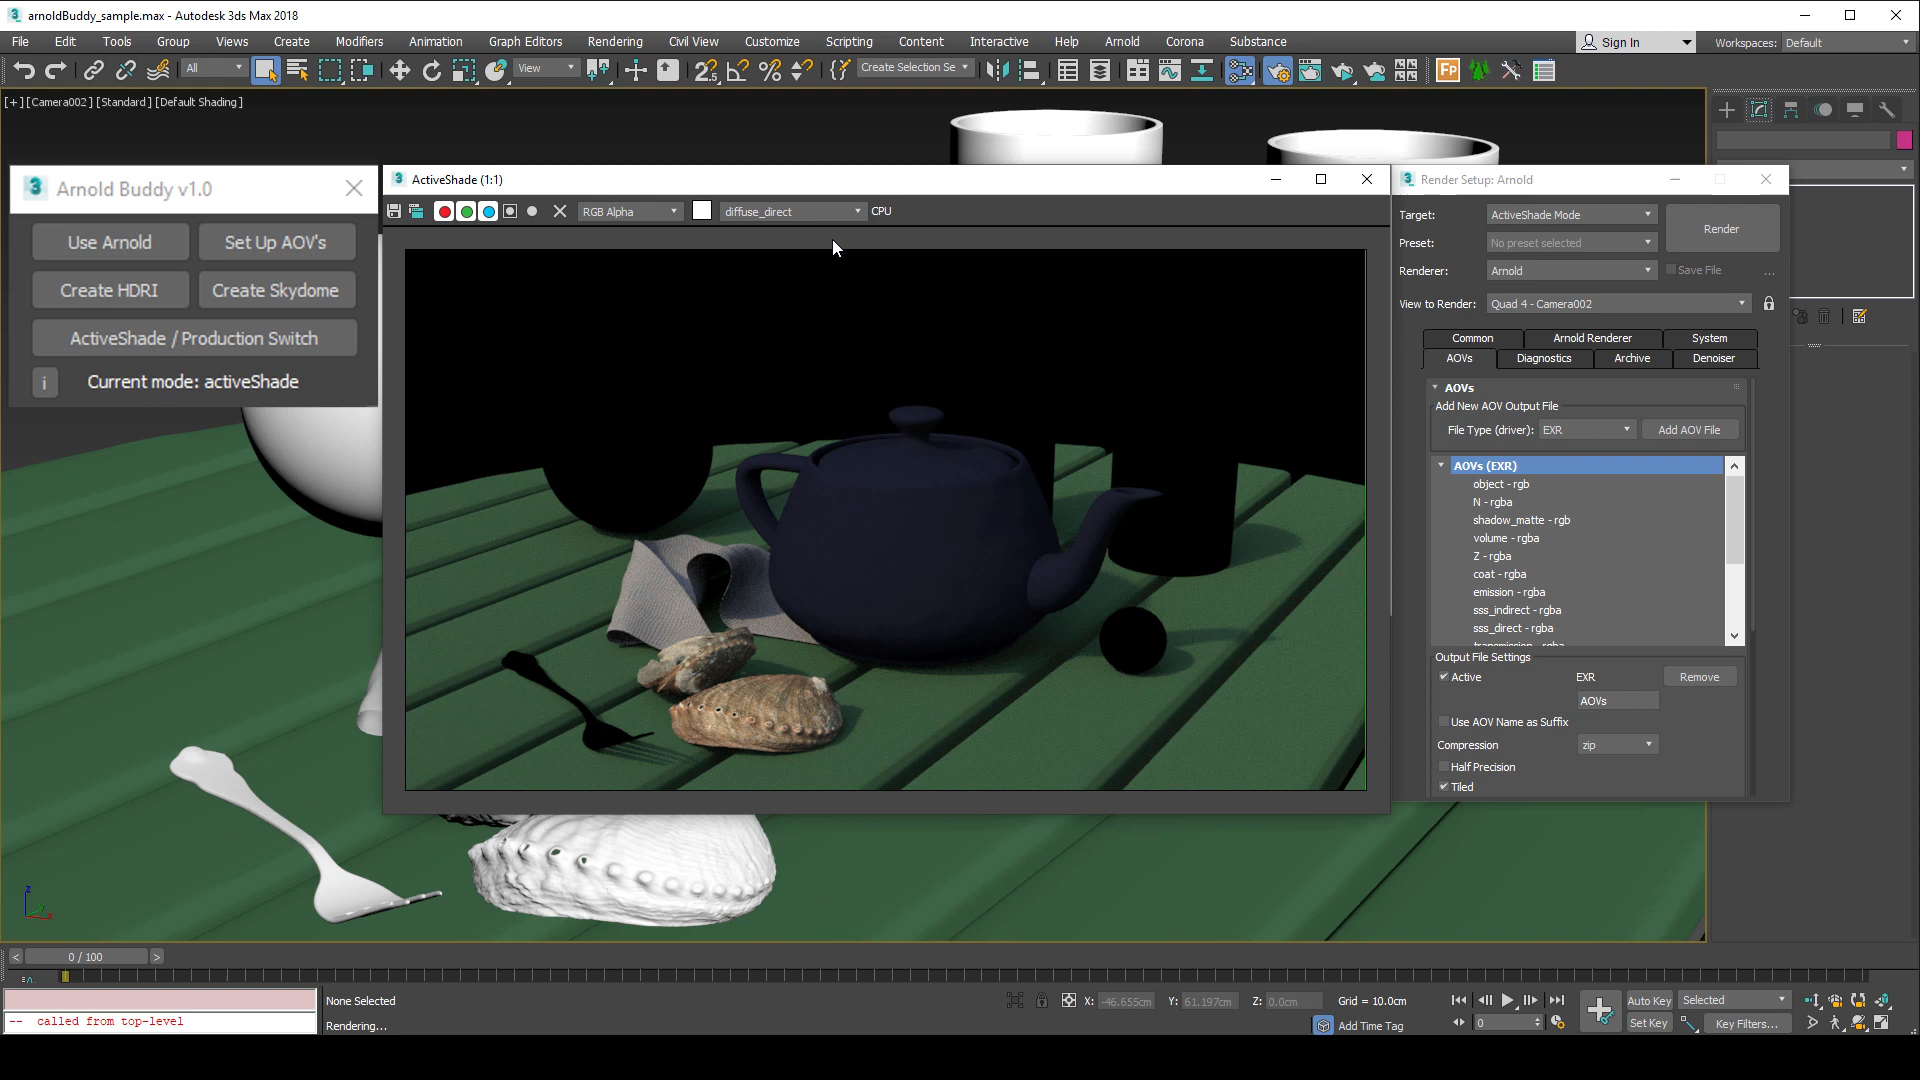 arnoldBuddy_sample.max - Autodesk 3ds Max 2018
File Edit Tools Group Views Create Modifiers Animation Graph Editors Rendering Civil View Customize Scripting Content Interactive Help Arnold Corona Substance Sign In Workspaces: Default
All View Create Selection Se Fp
[+] [Camera002] [Standard] [Default Shading]
Arnold Buddy v1.0
Use Arnold Set Up AOV's
Create HDRI Create Skydome
ActiveShade / Production Switch
i Current mode: activeShade
ActiveShade (1:1)
RGB Alpha diffuse_direct CPU
Render Setup: Arnold
Target: ActiveShade Mode Render
Preset: No preset selected
Renderer: Arnold Save File ...
View to Render: Quad 4 - Camera002
Common Arnold Renderer System
AOVs Diagnostics Archive Denoiser
AOVs
Add New AOV Output File
File Type (driver): EXR Add AOV File
AOVs (EXR)
object - rgb
N - rgba
shadow_matte - rgb
volume - rgba
Z - rgba
coat - rgba
emission - rgba
sss_indirect - rgba
sss_direct - rgba
Output File Settings
Active EXR Remove
AOVs
Use AOV Name as Suffix
Compression zip
Half Precision
Tiled
z
x
< 0 / 100 >
None Selected X: -46.655cm Y: 61.197cm Z: 0.0cm Grid = 10.0cm Auto Key Selected
-- called from top-level
Rendering... Add Time Tag 0 Set Key Key Filters...